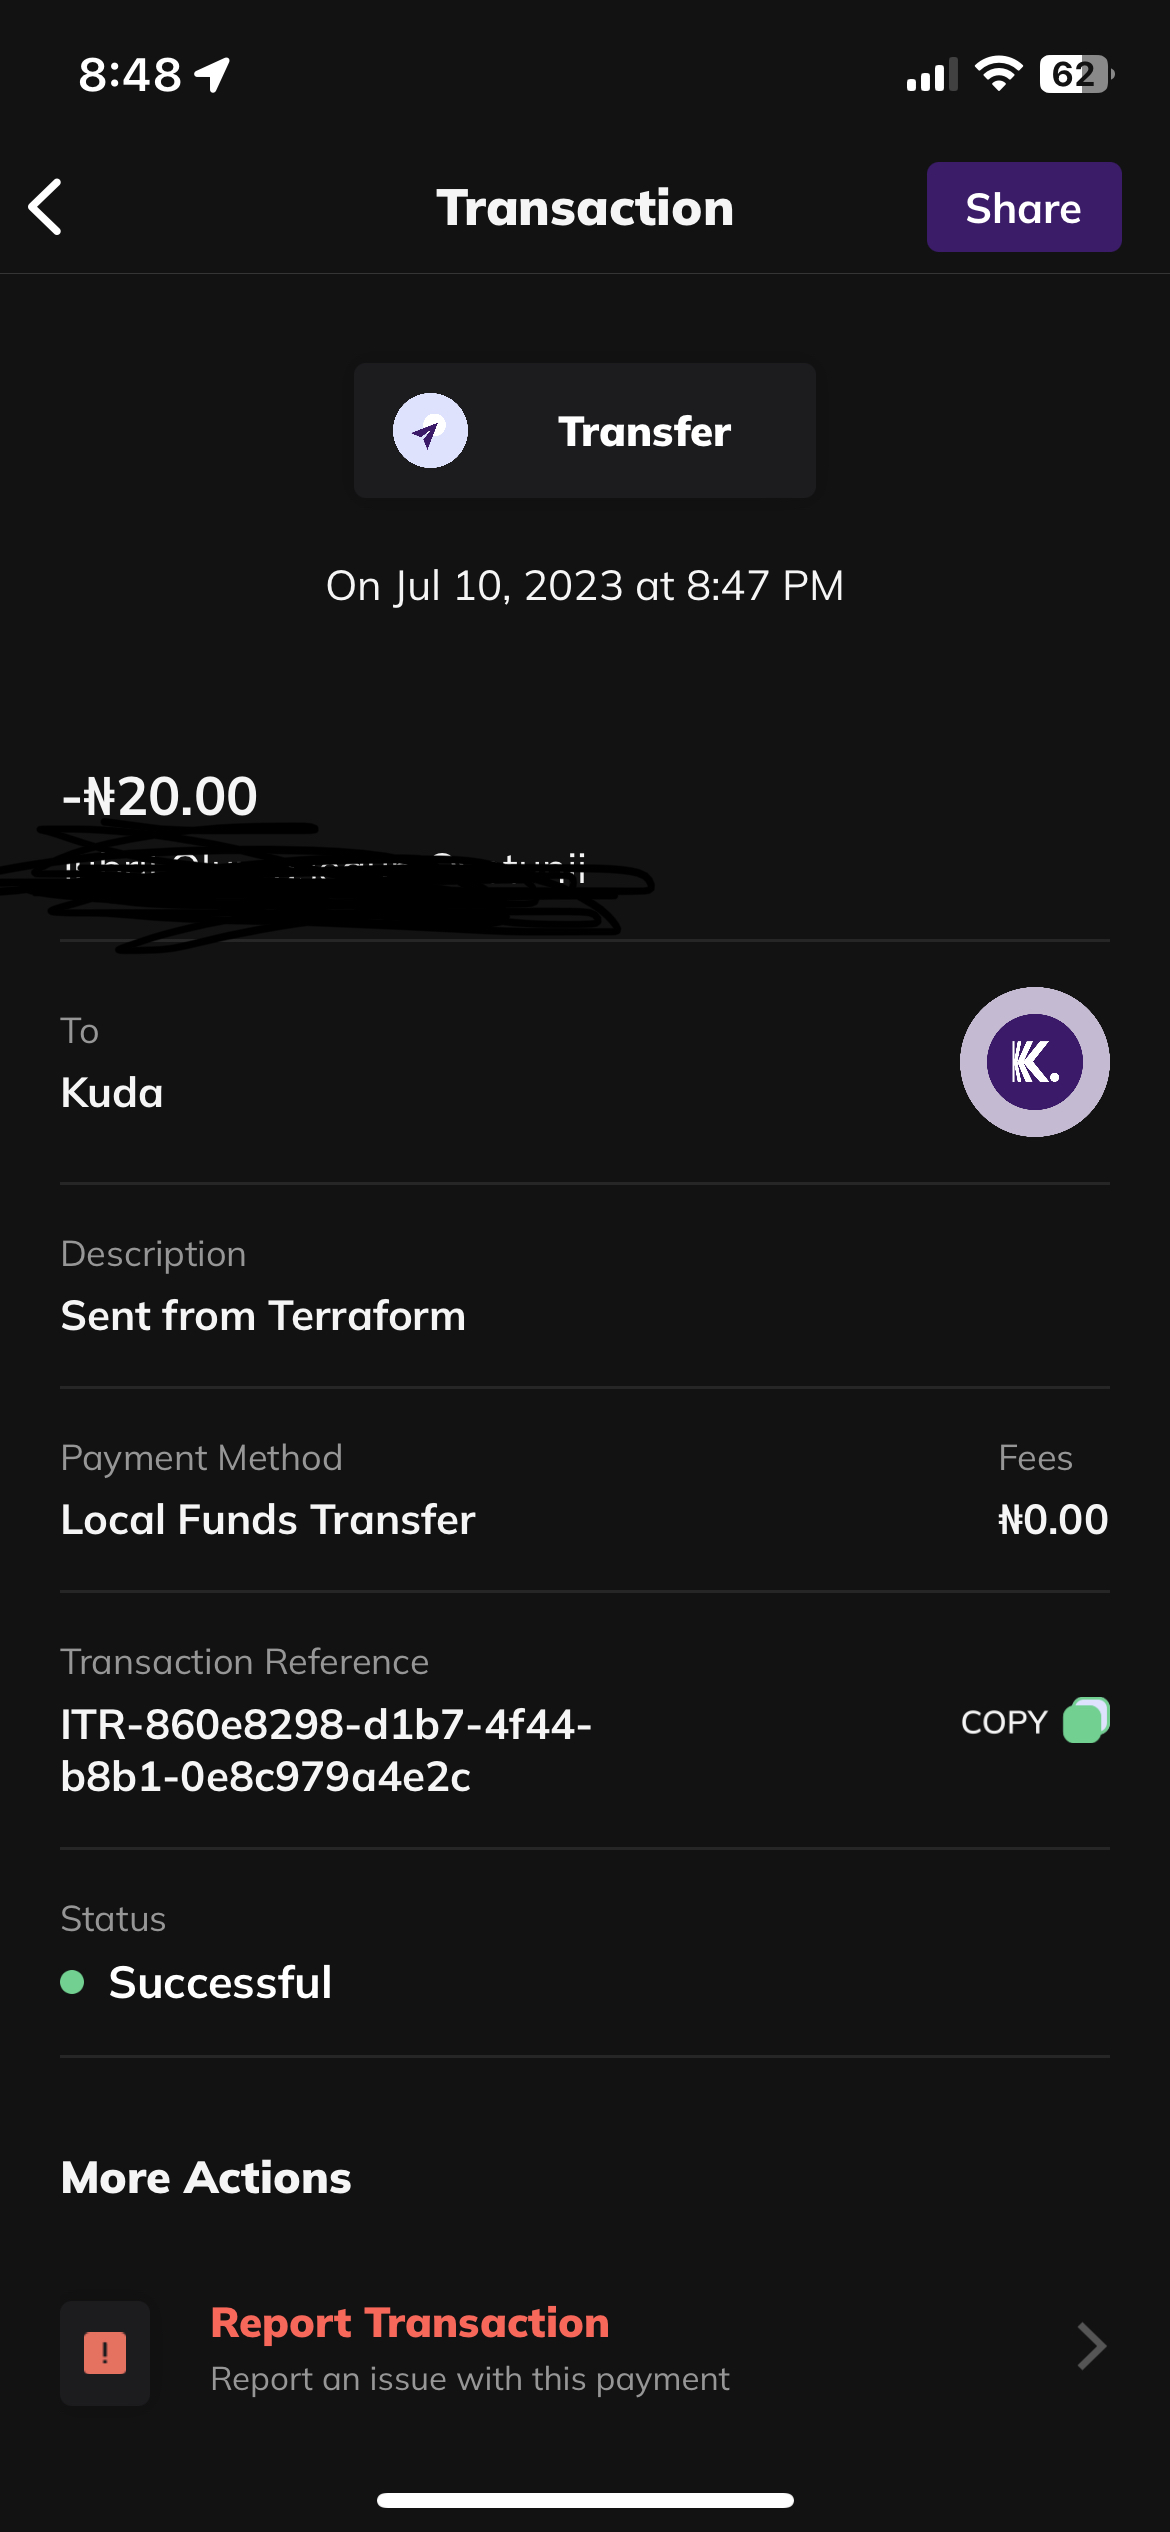 8:48
62
Transaction
Share
Transfer
On Jul 10, 2023 at 8:47 PM
-₦20.00
To
Kuda
K.
Description
Sent from Terraform
Payment Method
Fees
Local Funds Transfer
₦0.00
Transaction Reference
ITR-860e8298-d1b7-4f44-
b8b1-0e8c979a4e2c
COPY
Status
Successful
More Actions
!
Report Transaction
Report an issue with this payment